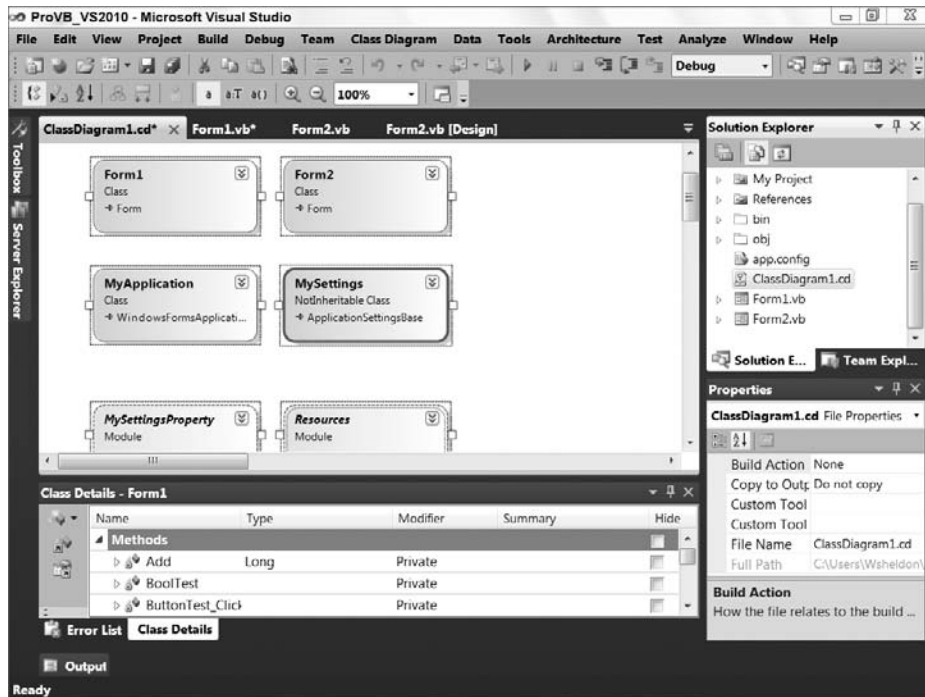 ProVB_VS2010 - Microsoft Visual Studio
File Edit View Project Build Debug Team Class Diagram Data Tools Architecture Test Analyze Window Help
Debug
a a:T a() 100%
Toolbox
Server Explorer
ClassDiagram1.cd* Form1.vb* Form2.vb Form2.vb [Design]
Form1
Class
Form
Form2
Class
Form
MyApplication
Class
WindowsFormsApplicati...
MySettings
NotInheritable Class
ApplicationSettingsBase
MySettingsProperty
Module
Resources
Module
Solution Explorer
My Project
References
bin
obj
app.config
ClassDiagram1.cd
Form1.vb
Form2.vb
Solution E... Team Expl...
Properties
ClassDiagram1.cd File Properties
Build Action None
Copy to Outp Do not copy
Custom Tool
Custom Tool
File Name ClassDiagram1.cd
Full Path C:\Users\Wsheldon\
Build Action
How the file relates to the build ...
Class Details - Form1
Name Type Modifier Summary Hide
Methods
Add Long Private
BoolTest Private
ButtonTest_Click Private
Error List Class Details
Output
Ready